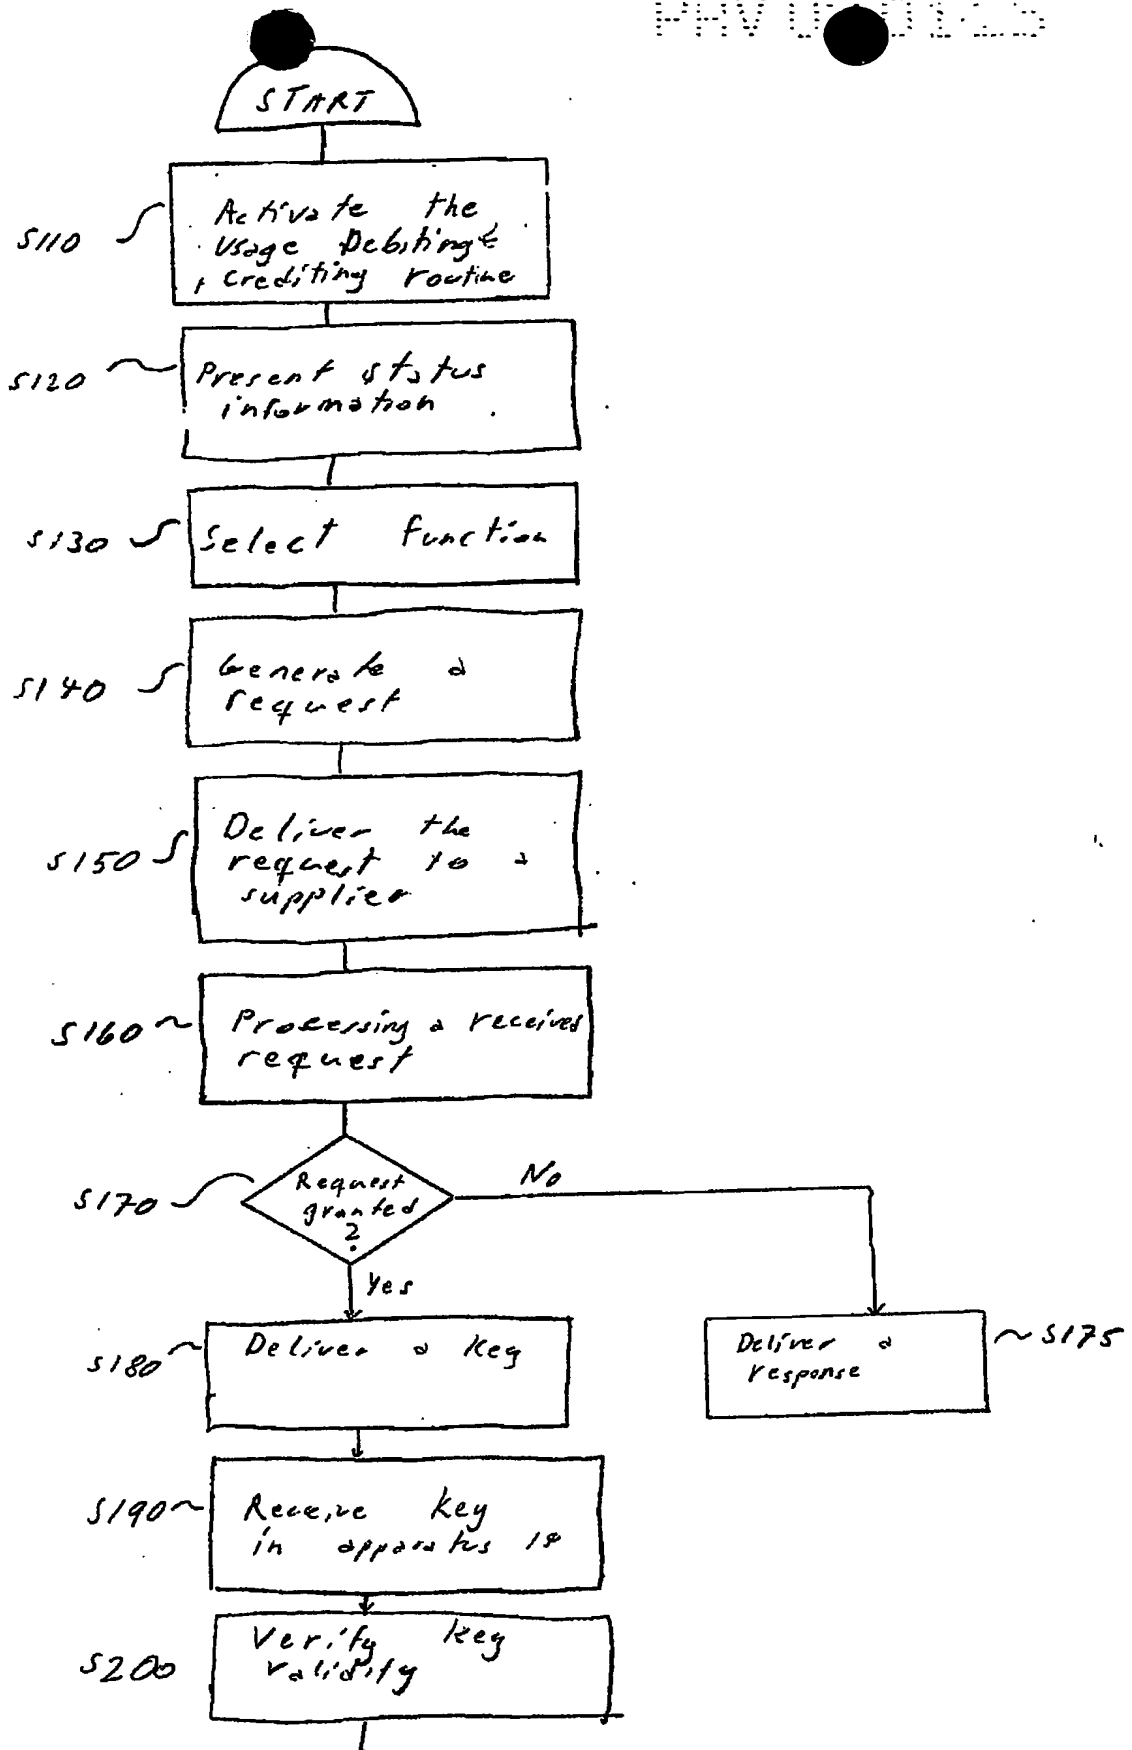 START
S110
Activate the
Usage Debiting &
Crediting routine
S120
Present status
information
S130
Select function
S140
Generate a
request
S150
Deliver the
request to a
supplier
S160
Processing a received
request
S170
Request
granted
?
No
Yes
S180
Deliver a key
Deliver a
response
S175
S190
Receive key
in apparatus
S200
Verify key
validity